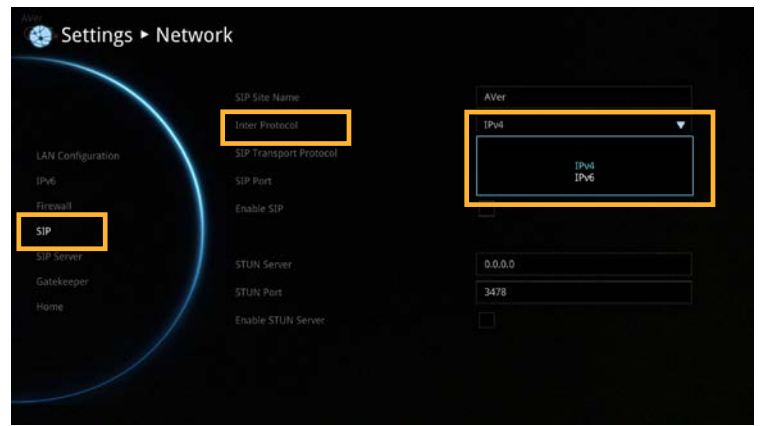 AVer
Settings ▸ Network
SIP Site Name AVer
Inter Protocol IPv4
LAN Configuration SIP Transport Protocol
IPv4
IPv6 SIP Port IPv6
Firewall Enable SIP
SIP
SIP Server STUN Server 0.0.0.0
Gatekeeper STUN Port 3478
Home
Enable STUN Server